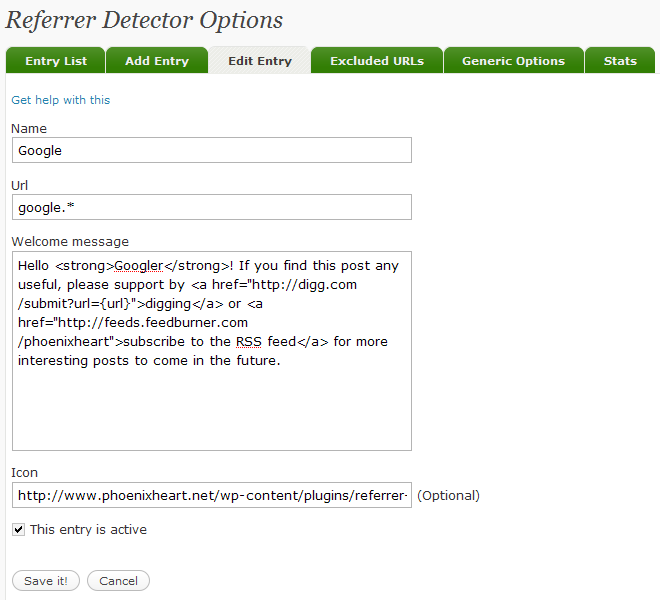 Referrer Detector Options
Entry List Add Entry Edit Entry Excluded URLs Generic Options Stats
Get help with this
Name
Google
Url
google.*
Welcome message
Hello <strong>Googler</strong>! If you find this post any
useful, please support by <a href="http://digg.com
/submit?url={url}">digging</a> or <a
href="http://feeds.feedburner.com
/phoenixheart">subscribe to the RSS feed</a> for more
interesting posts to come in the future.
Icon
http://www.phoenixheart.net/wp-content/plugins/referrer- (Optional)
This entry is active
Save it! Cancel